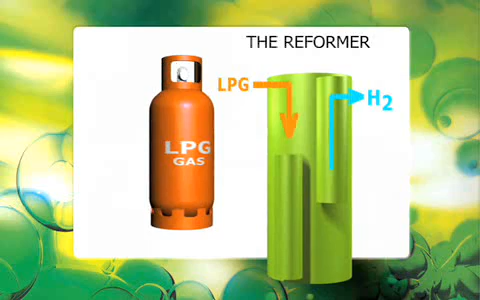 THE REFORMER
LPG
H2
LPG
GAS